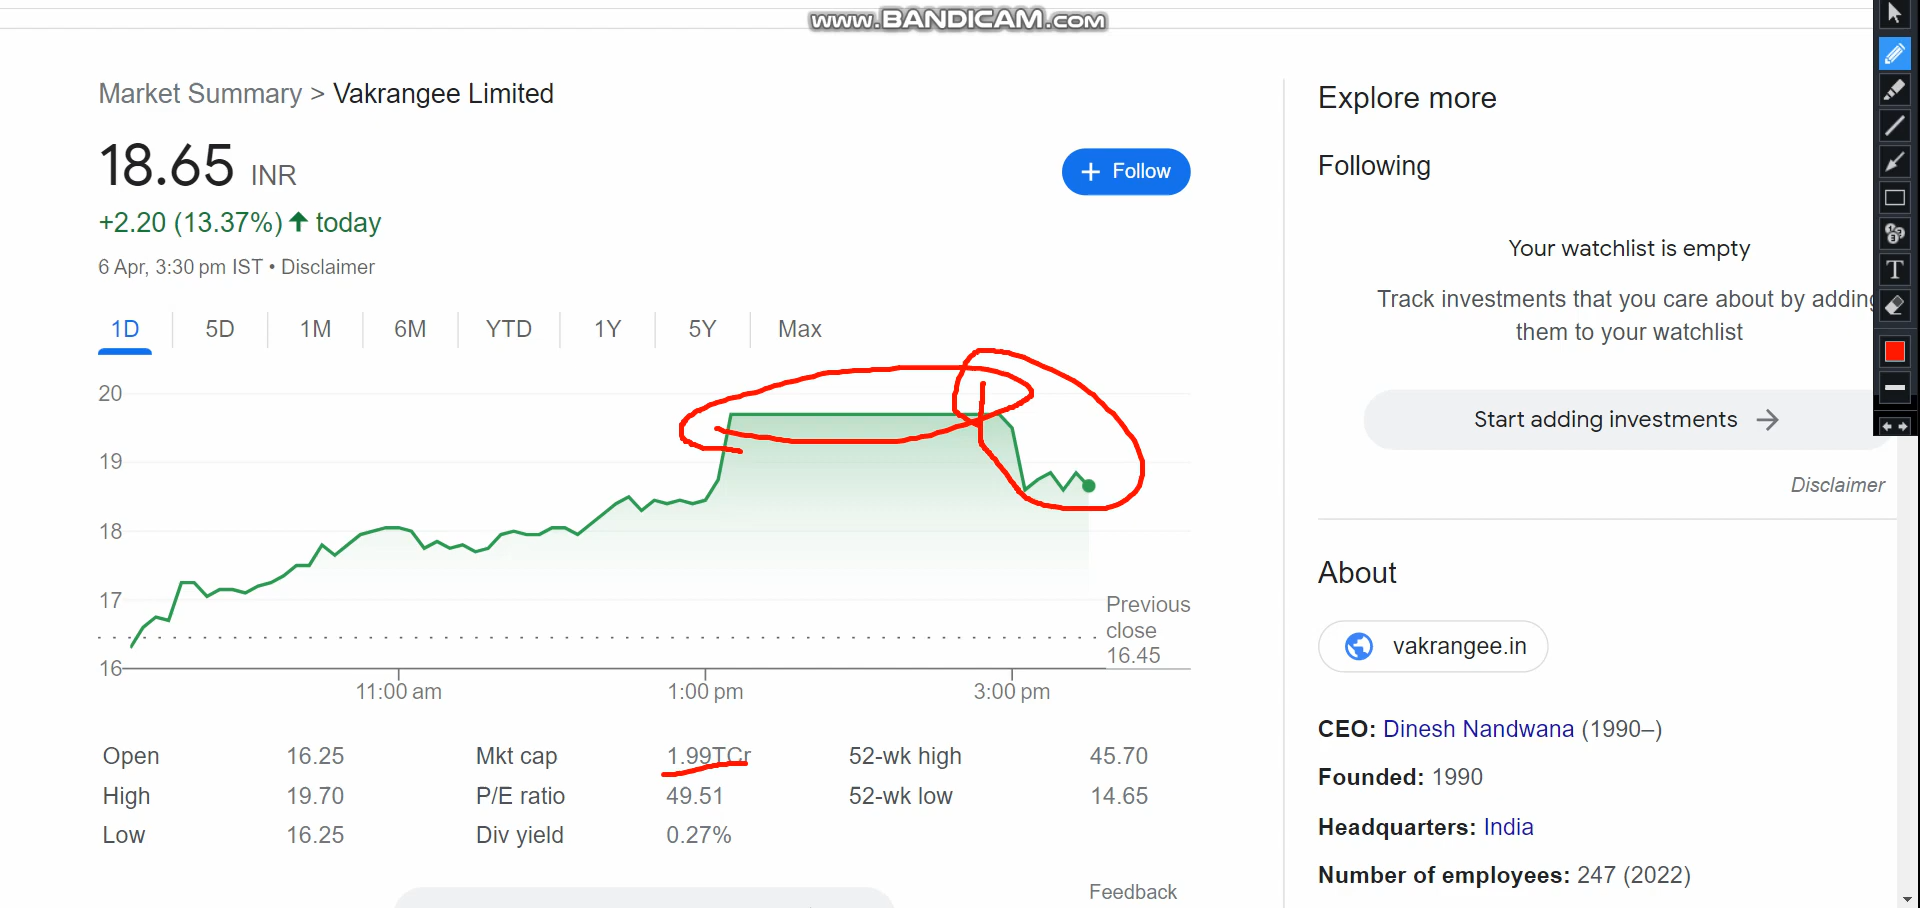 www.BANDICAM.com
Market Summary > Vakrangee Limited
18.65 INR
+2.20 (13.37%) today
6 Apr, 3:30 pm IST • Disclaimer
+ Follow
1D 5D 1M 6M YTD 1Y 5Y Max
20
19
18
17
16
Previous
close
16.45
11:00 am 1:00 pm 3:00 pm
Open 16.25 Mkt cap 1.99TCr 52-wk high 45.70
High 19.70 P/E ratio 49.51 52-wk low 14.65
Low 16.25 Div yield 0.27%
Feedback
Explore more
Following
Your watchlist is empty
Track investments that you care about by adding
them to your watchlist
Start adding investments
Disclaimer
About
vakrangee.in
CEO: Dinesh Nandwana (1990–)
Founded: 1990
Headquarters: India
Number of employees: 247 (2022)
T